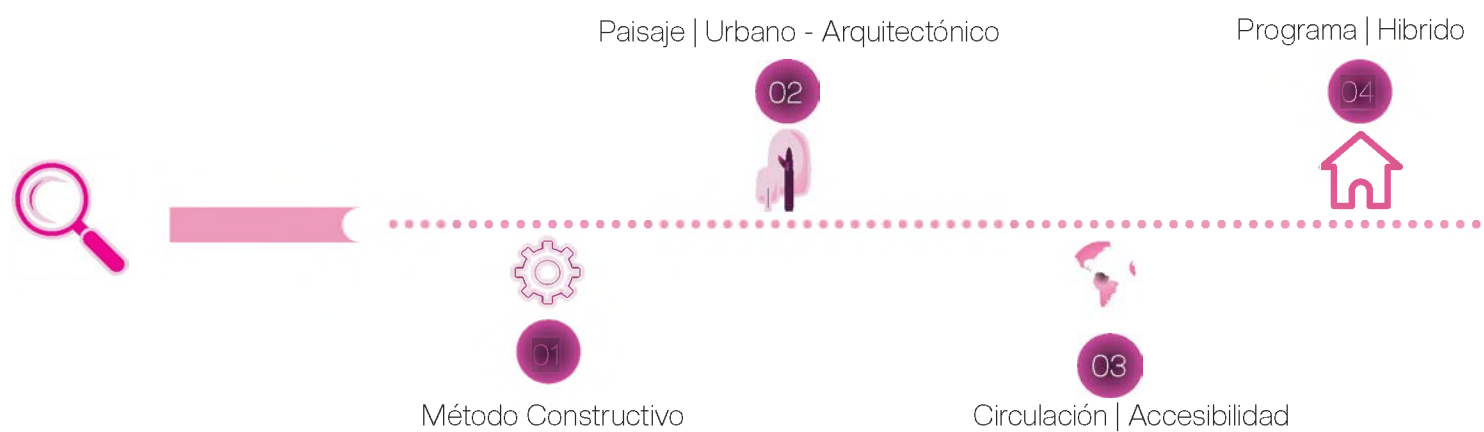 Paisaje | Urbano - Arquitectónico
02
Programa | Hibrido
04
01
Método Constructivo
03
Circulación | Accesibilidad